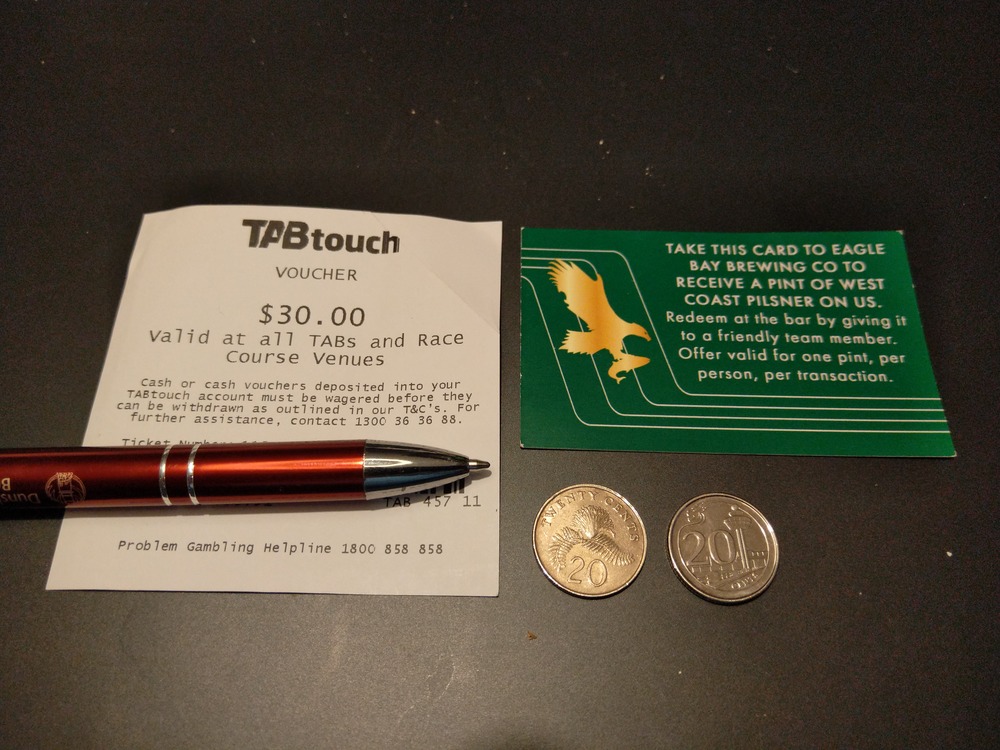 TABtouch
VOUCHER
$30.00
Valid at all TABs and Race
Course Venues
Cash or cash vouchers deposited into your
TABtouch account must be wagered before they
can be withdrawn as outlined in our T&C's. For
further assistance, contact 1300 36 36 88.
Ticket Number
TAB 457 11
Problem Gambling Helpline 1800 858 858
TAKE THIS CARD TO EAGLE
BAY BREWING CO TO
RECEIVE A PINT OF WEST
COAST PILSNER ON US.
Redeem at the bar by giving it
to a friendly team member.
Offer valid for one pint, per
person, per transaction.
TWENTY CENTS
20
20